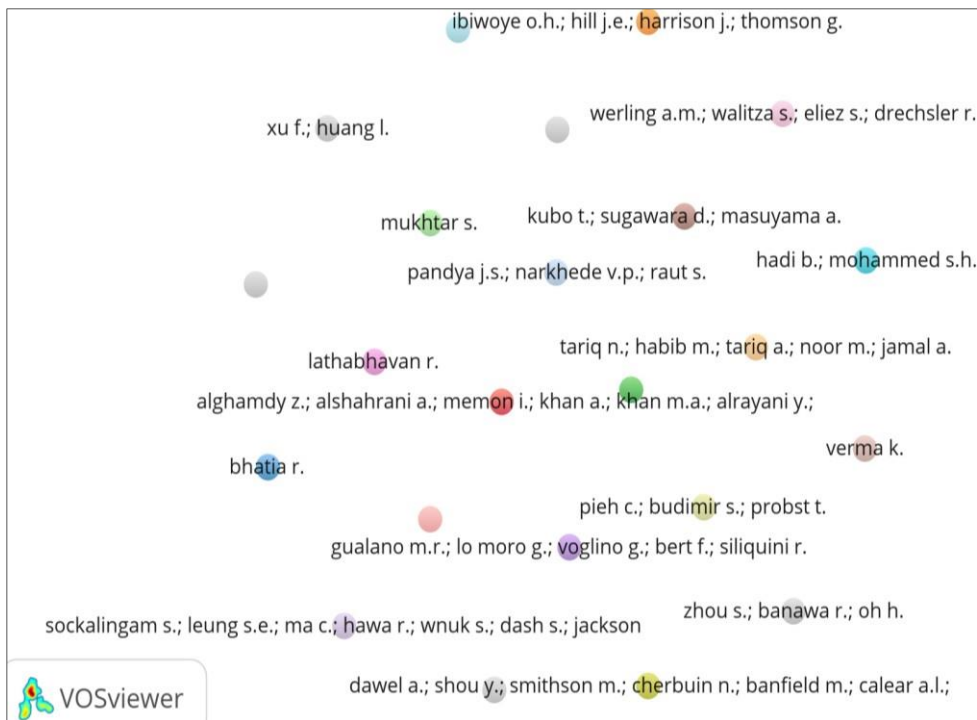 ibiwoye o.h.; hill j.e.; harrison j.; thomson g.
werling a.m.; walitza s.; eliez s.; drechsler r.
xu f.; huang l.
kubo t.; sugawara d.; masuyama a.
mukhtar s.
hadi b.; mohammed s.h.
pandya j.s.; narkhede v.p.; raut s.
tariq n.; habib m.; tariq a.; noor m.; jamal a.
lathabhavan r.
alghamdy z.; alshahrani a.; memon i.; khan a.; khan m.a.; alrayani y.;
verma k.
bhatia r.
pieh c.; budimir s.; probst t.
gualano m.r.; lo moro g.; voglino g.; bert f.; siliquini r.
zhou s.; banawa r.; oh h.
sockalingam s.; leung s.e.; ma c.; hawa r.; wnuk s.; dash s.; jackson
dawel a.; shou y.; smithson m.; cherbuin n.; banfield m.; calear a.l.;
VOSviewer